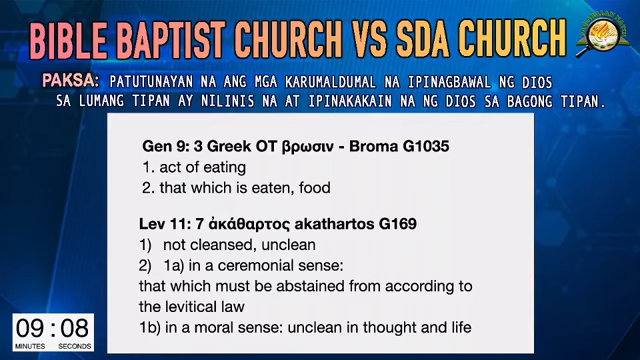 BIBLE BAPTIST CHURCH VS SDA CHURCH
PAKSA: PATUTUNAYAN NA ANG MGA KARUMALDUMAL NA IPINAGBAWAL NG DIOS
SA LUMANG TIPAN AY NILINIS NA AT IPINAKAKAIN NA NG DIOS SA BAGONG TIPAN.
Gen 9: 3 Greek OT βρωσιν - Broma G1035
1. act of eating
2. that which is eaten, food
Lev 11: 7 ἀκάθαρτος akathartos G169
1) not cleansed, unclean
2) 1a) in a ceremonial sense:
that which must be abstained from according to
the levitical law
1b) in a moral sense: unclean in thought and life
09 : 08
MINUTES SECONDS